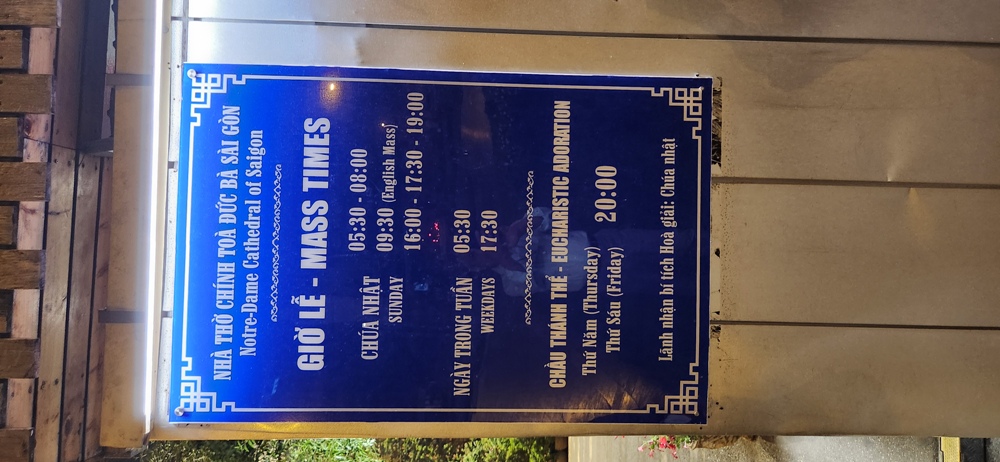 NHÀ THỜ CHÍNH TOÀ ĐỨC BÀ SÀI GÒN
Notre-Dame Cathedral of Saigon
GIỜ LỄ - MASS TIMES
CHÚA NHẬT 05:30 - 08:00
SUNDAY 09:30 (English Mass)
16:00 - 17:30 - 19:00
NGÀY TRONG TUẦN 05:30
WEEKDAYS 17:30
CHẦU THÁNH THỂ - EUCHARISTIC ADORATION
Thứ Năm (Thursday)
Thứ Sáu (Friday) 20:00
Lãnh nhận bí tích Hoà giải: Chúa nhật